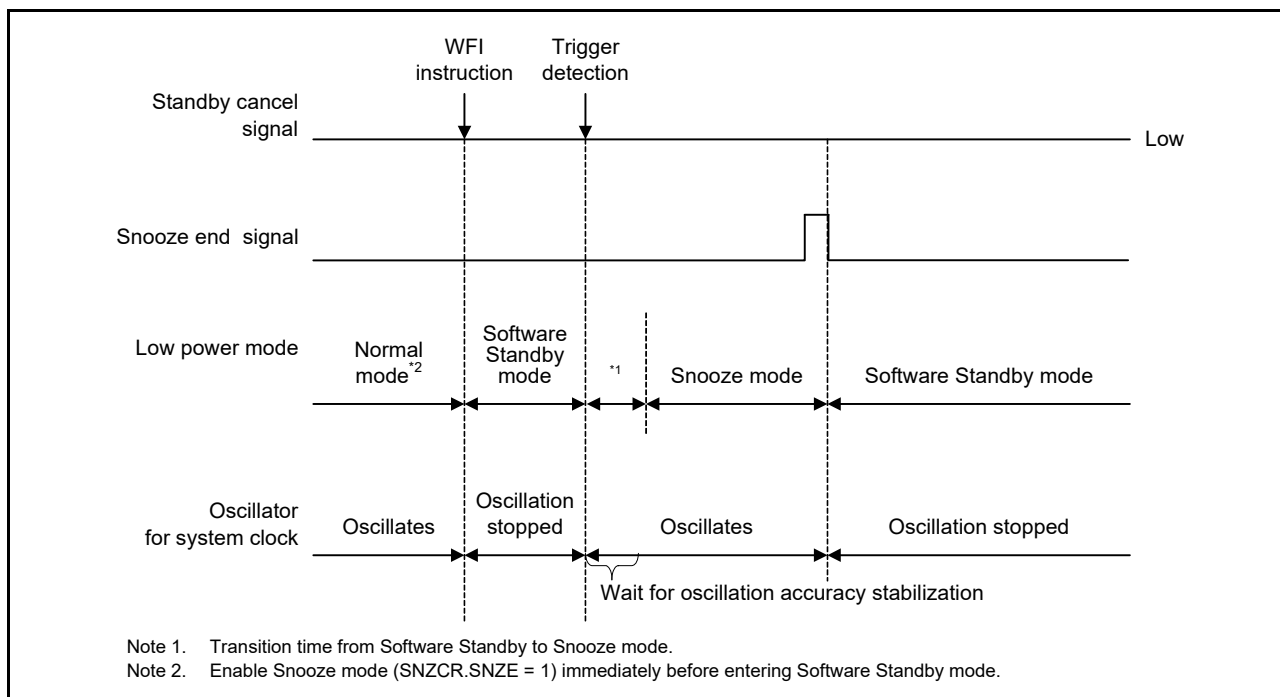 WFI
instruction
Trigger
detection
Standby cancel
signal
Low
Snooze end signal
Low power mode
Normal
mode*2
Software
Standby
mode
*1
Snooze mode
Software Standby mode
Oscillator
for system clock
Oscillates
Oscillation
stopped
Oscillates
Oscillation stopped
Wait for oscillation accuracy stabilization
Note 1. Transition time from Software Standby to Snooze mode.
Note 2. Enable Snooze mode (SNZCR.SNZE = 1) immediately before entering Software Standby mode.